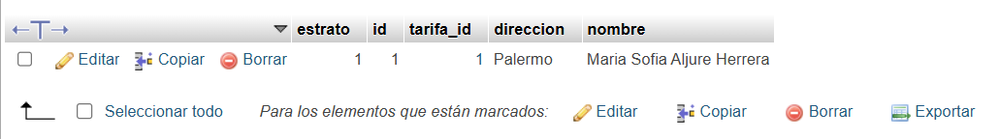 estrato id tarifa_id direccion nombre
Editar Copiar Borrar 1 1 1 Palermo Maria Sofia Aljure Herrera
Seleccionar todo Para los elementos que están marcados: Editar Copiar Borrar Exportar